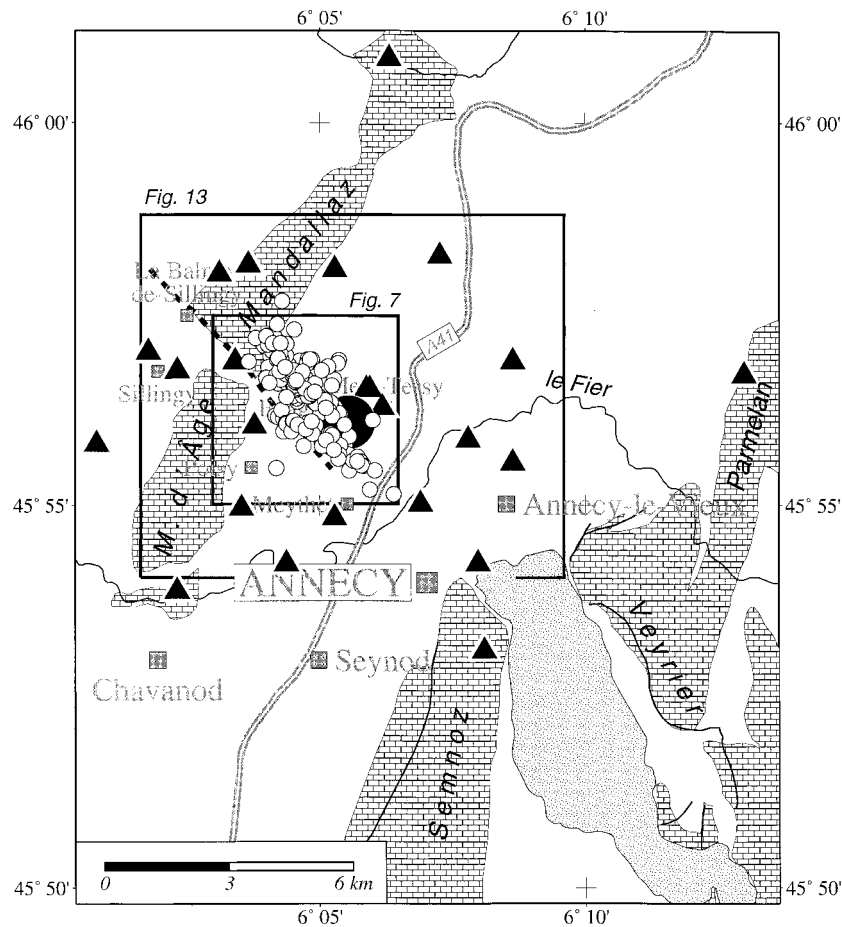 6° 05'
6° 10'
46° 00'
46° 00'
Fig. 13
Mandallaz
La Balme
de-Sillingy
Fig. 7
A41
Sillingy
le Fier
M. d'Âge
Parmelan
45° 55'
Meythet
Annecy-le-Vieux
45° 55'
ANNECY
Veyrier
Seynod
Chavanod
Semnoz
0
3
6 km
45° 50'
45° 50'
6° 05'
6° 10'